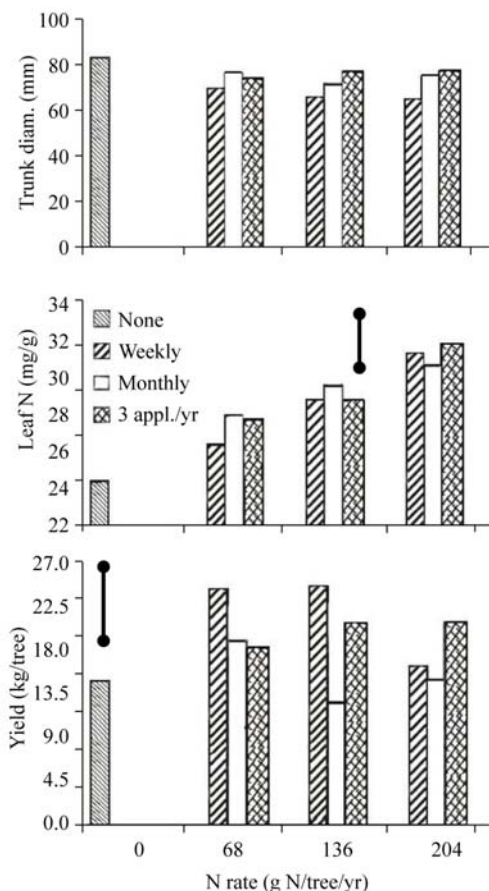 Trunk diam. (mm)
100
80
60
40
20
0
Leaf N (mg/g)
34
32
30
28
26
24
22
None
Weekly
Monthly
3 appl./yr
Yield (kg/tree)
27.0
22.5
18.0
13.5
9.0
4.5
0.0
0 68 136 204
N rate (g N/tree/yr)